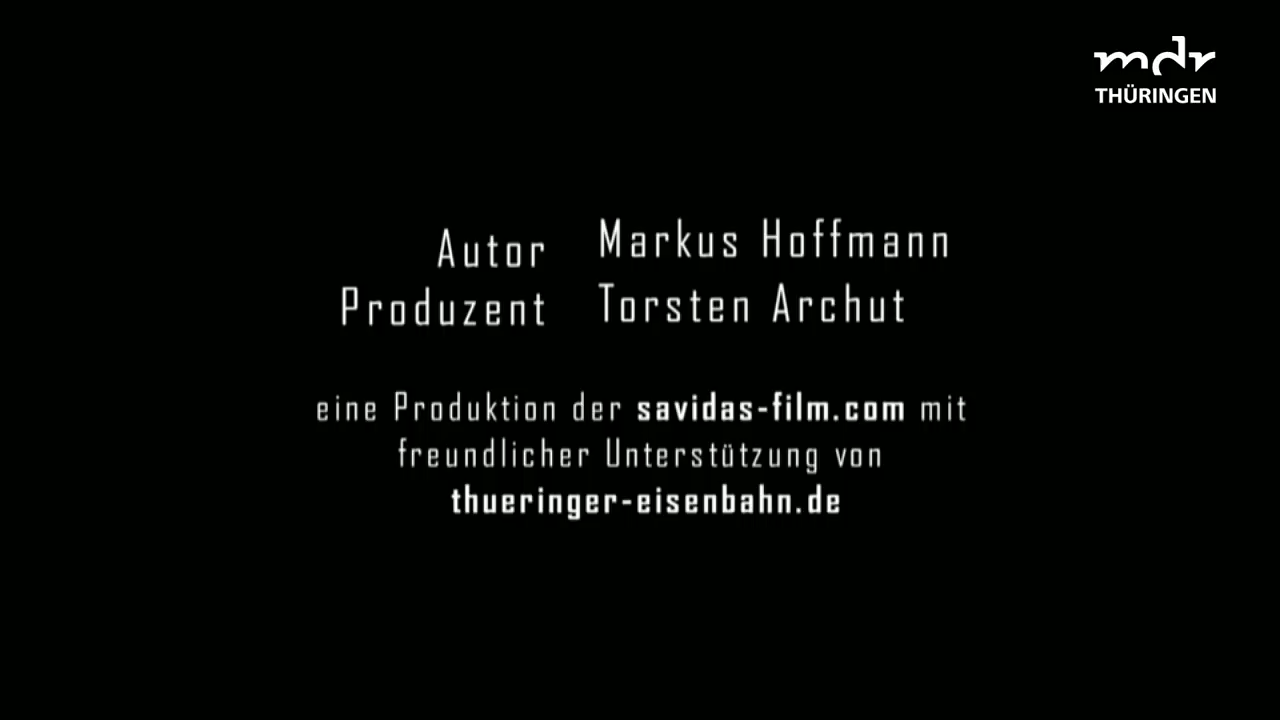 mdr
THÜRINGEN
Autor Markus Hoffmann
Produzent Torsten Archut
eine Produktion der savidas-film.com mit
freundlicher Unterstützung von
thueringer-eisenbahn.de